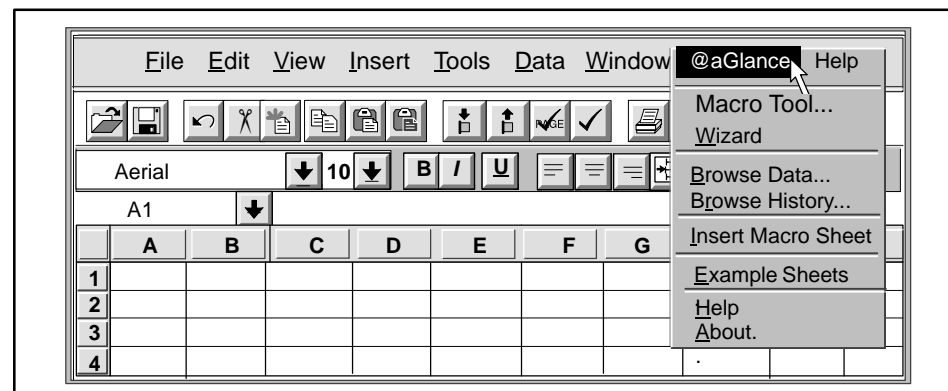 File Edit View Insert Tools Data Window @aGlance Help
Macro Tool...
Wizard
Browse Data...
Browse History...
Insert Macro Sheet
Example Sheets
Help
About.
Aerial 10 B I U
A1
A B C D E F G
1
2
3
4